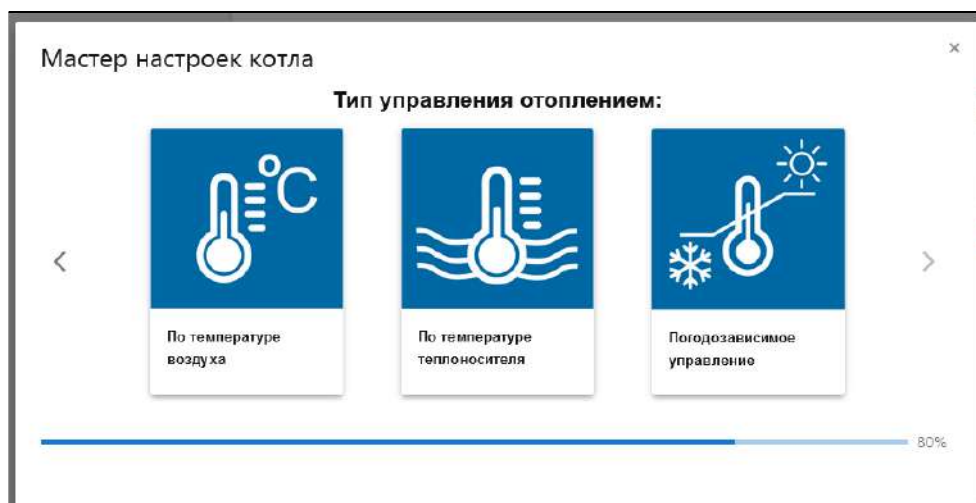 Мастер настроек котла
×
Тип управления отоплением:
°C
По температуре
воздуха
По температуре
теплоносителя
Погодозависимое
управление
80%